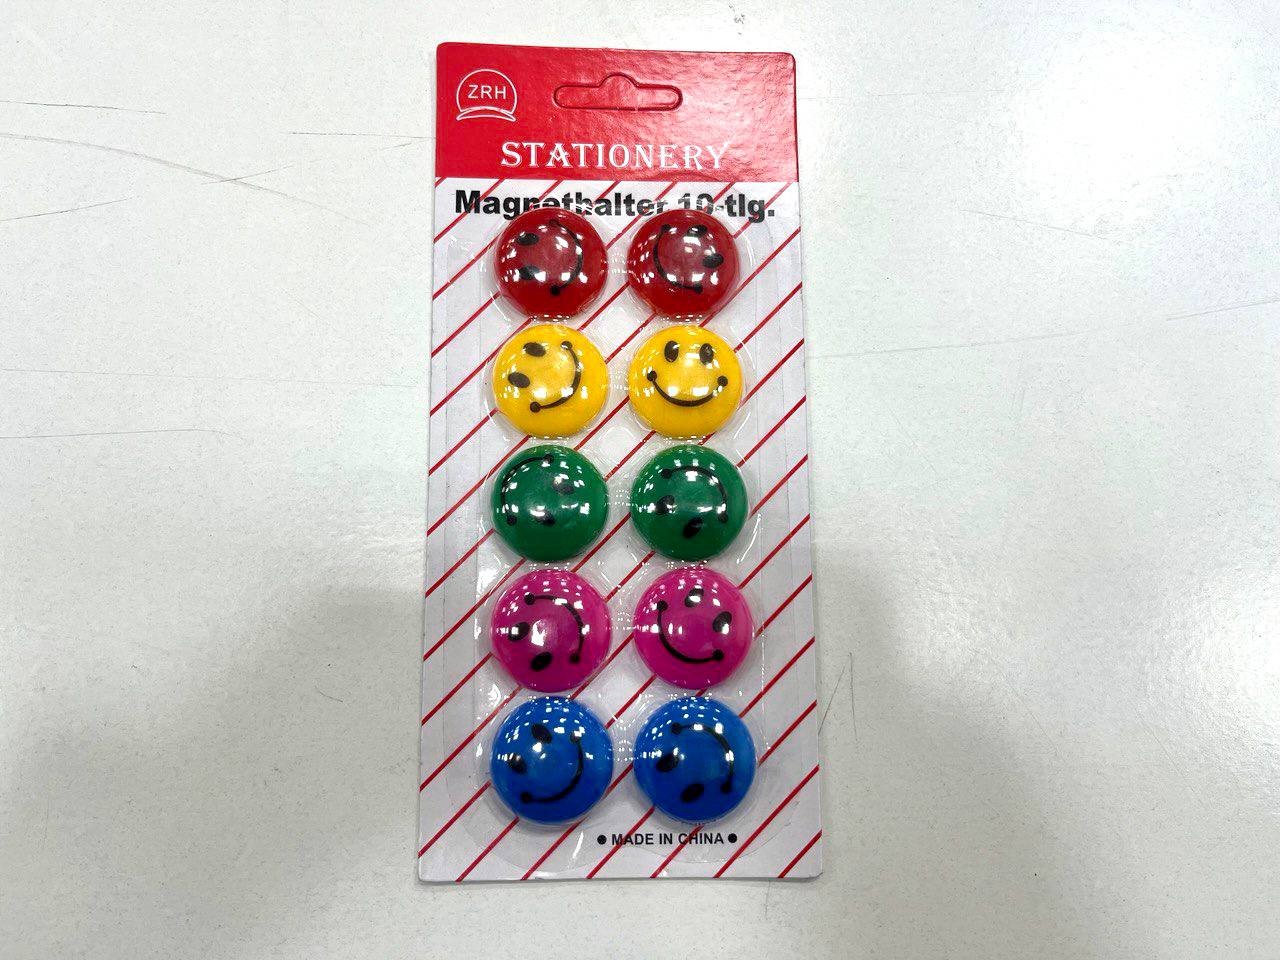 ZRH
STATIONERY
Magnethalter 10-tlg.
● MADE IN CHINA ●